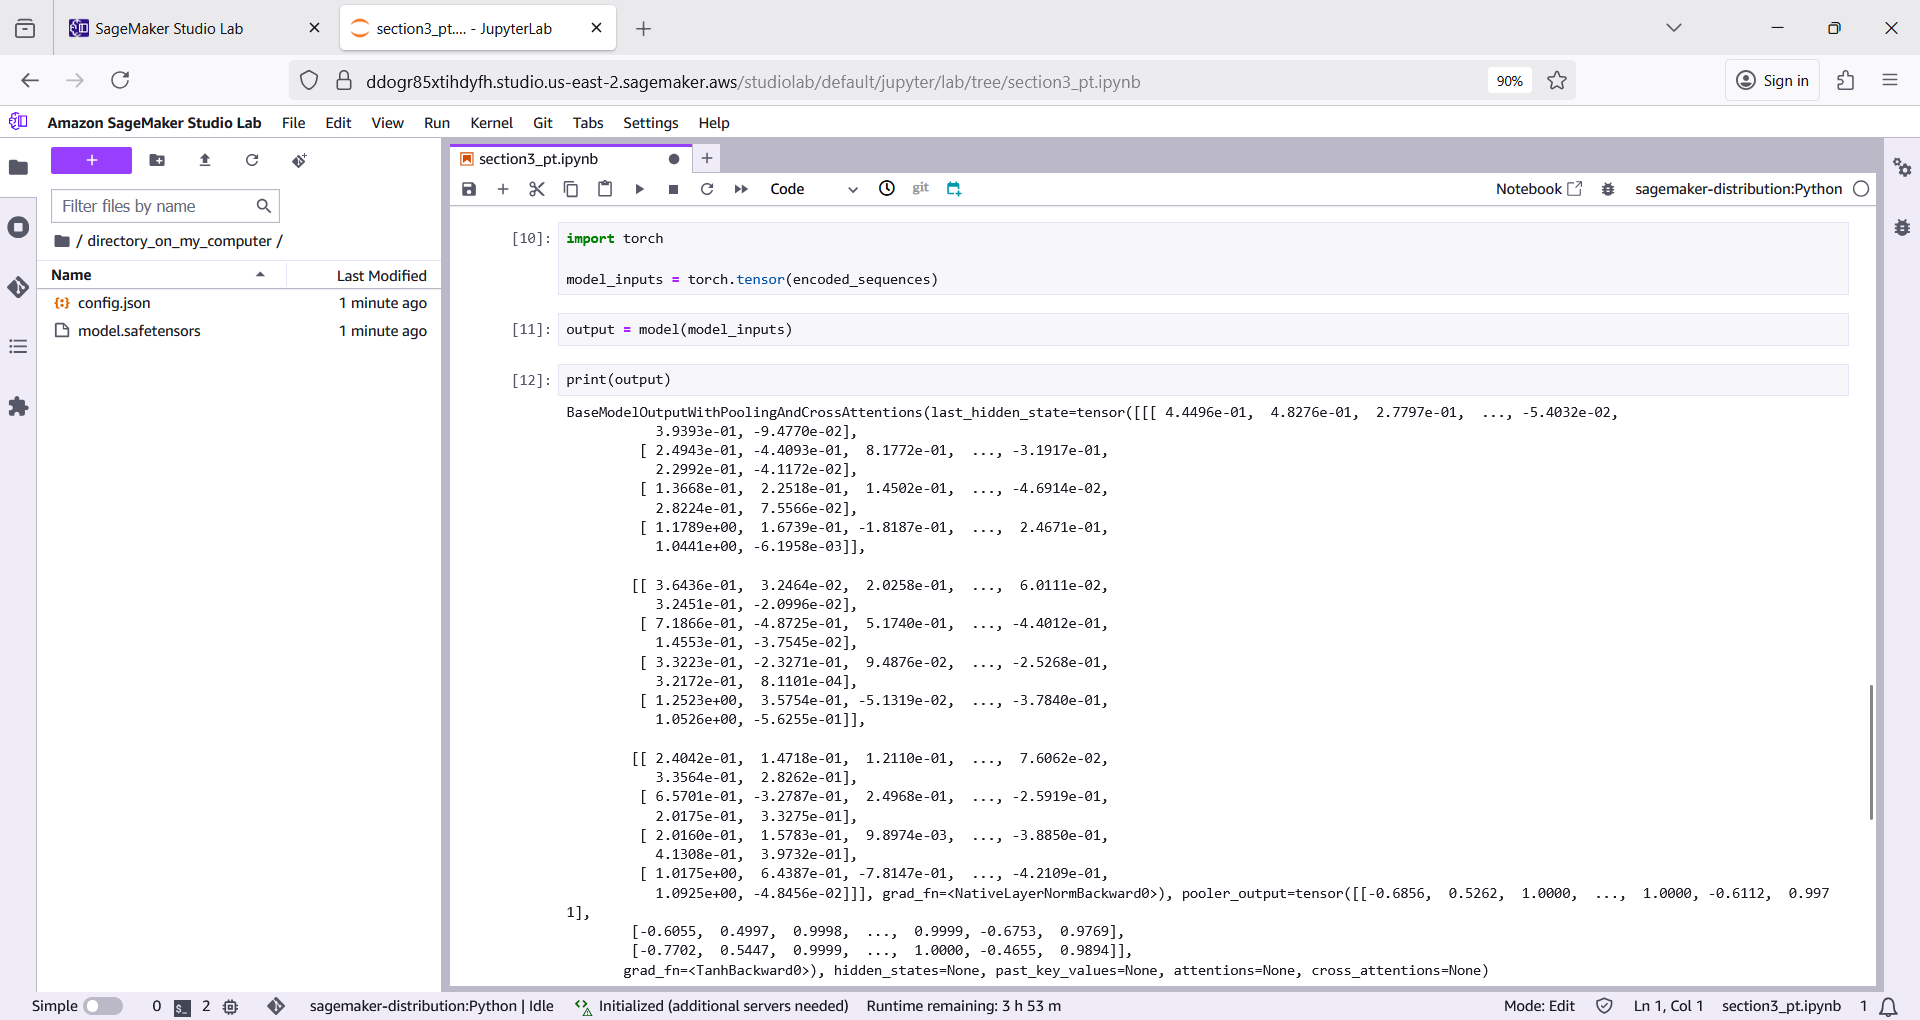 SageMaker Studio Lab
section3_pt.... - JupyterLab
ddogr85xtihdyfh.studio.us-east-2.sagemaker.aws/studiolab/default/jupyter/lab/tree/section3_pt.ipynb
90%
Sign in
Amazon SageMaker Studio Lab File Edit View Run Kernel Git Tabs Settings Help
Filter files by name
/ directory_on_my_computer /
Name Last Modified
config.json 1 minute ago
model.safetensors 1 minute ago
section3_pt.ipynb
Code
git
Notebook
sagemaker-distribution:Python
[10]: import torch
model_inputs = torch.tensor(encoded_sequences)
[11]: output = model(model_inputs)
[12]: print(output)
BaseModelOutputWithPoolingAndCrossAttentions(last_hidden_state=tensor([[[ 4.4496e-01,  4.8276e-01,  2.7797e-01,  ..., -5.4032e-02,
3.9393e-01, -9.4770e-02],
[ 2.4943e-01, -4.4093e-01,  8.1772e-01,  ..., -3.1917e-01,
2.2992e-01, -4.1172e-02],
[ 1.3668e-01,  2.2518e-01,  1.4502e-01,  ..., -4.6914e-02,
2.8224e-01,  7.5566e-02],
[ 1.1789e+00,  1.6739e-01, -1.8187e-01,  ...,  2.4671e-01,
1.0441e+00, -6.1958e-03]],
[[ 3.6436e-01,  3.2464e-02,  2.0258e-01,  ...,  6.0111e-02,
3.2451e-01, -2.0996e-02],
[ 7.1866e-01, -4.8725e-01,  5.1740e-01,  ..., -4.4012e-01,
1.4553e-01, -3.7545e-02],
[ 3.3223e-01, -2.3271e-01,  9.4876e-02,  ..., -2.5268e-01,
3.2172e-01,  8.1101e-04],
[ 1.2523e+00,  3.5754e-01, -5.1319e-02,  ..., -3.7840e-01,
1.0526e+00, -5.6255e-01]],
[[ 2.4042e-01,  1.4718e-01,  1.2110e-01,  ...,  7.6062e-02,
3.3564e-01,  2.8262e-01],
[ 6.5701e-01, -3.2787e-01,  2.4968e-01,  ..., -2.5919e-01,
2.0175e-01,  3.3275e-01],
[ 2.0160e-01,  1.5783e-01,  9.8974e-03,  ..., -3.8850e-01,
4.1308e-01,  3.9732e-01],
[ 1.0175e+00,  6.4387e-01, -7.8147e-01,  ..., -4.2109e-01,
1.0925e+00, -4.8456e-02]]], grad_fn=<NativeLayerNormBackward0>), pooler_output=tensor([[-0.6856,  0.5262,  1.0000,  ...,  1.0000, -0.6112,  0.997
1],
[-0.6055,  0.4997,  0.9998,  ...,  0.9999, -0.6753,  0.9769],
[-0.7702,  0.5447,  0.9999,  ...,  1.0000, -0.4655,  0.9894]],
grad_fn=<TanhBackward0>), hidden_states=None, past_key_values=None, attentions=None, cross_attentions=None)
Simple 0 2 sagemaker-distribution:Python | Idle Initialized (additional servers needed) Runtime remaining: 3 h 53 m Mode: Edit Ln 1, Col 1 section3_pt.ipynb 1